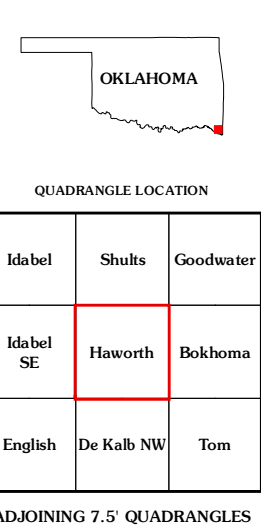 OKLAHOMA
QUADRANGLE LOCATION
Idabel Shults Goodwater
Idabel
SE
Haworth Bokhoma
English De Kalb NW Tom
ADJOINING 7.5' QUADRANGLES